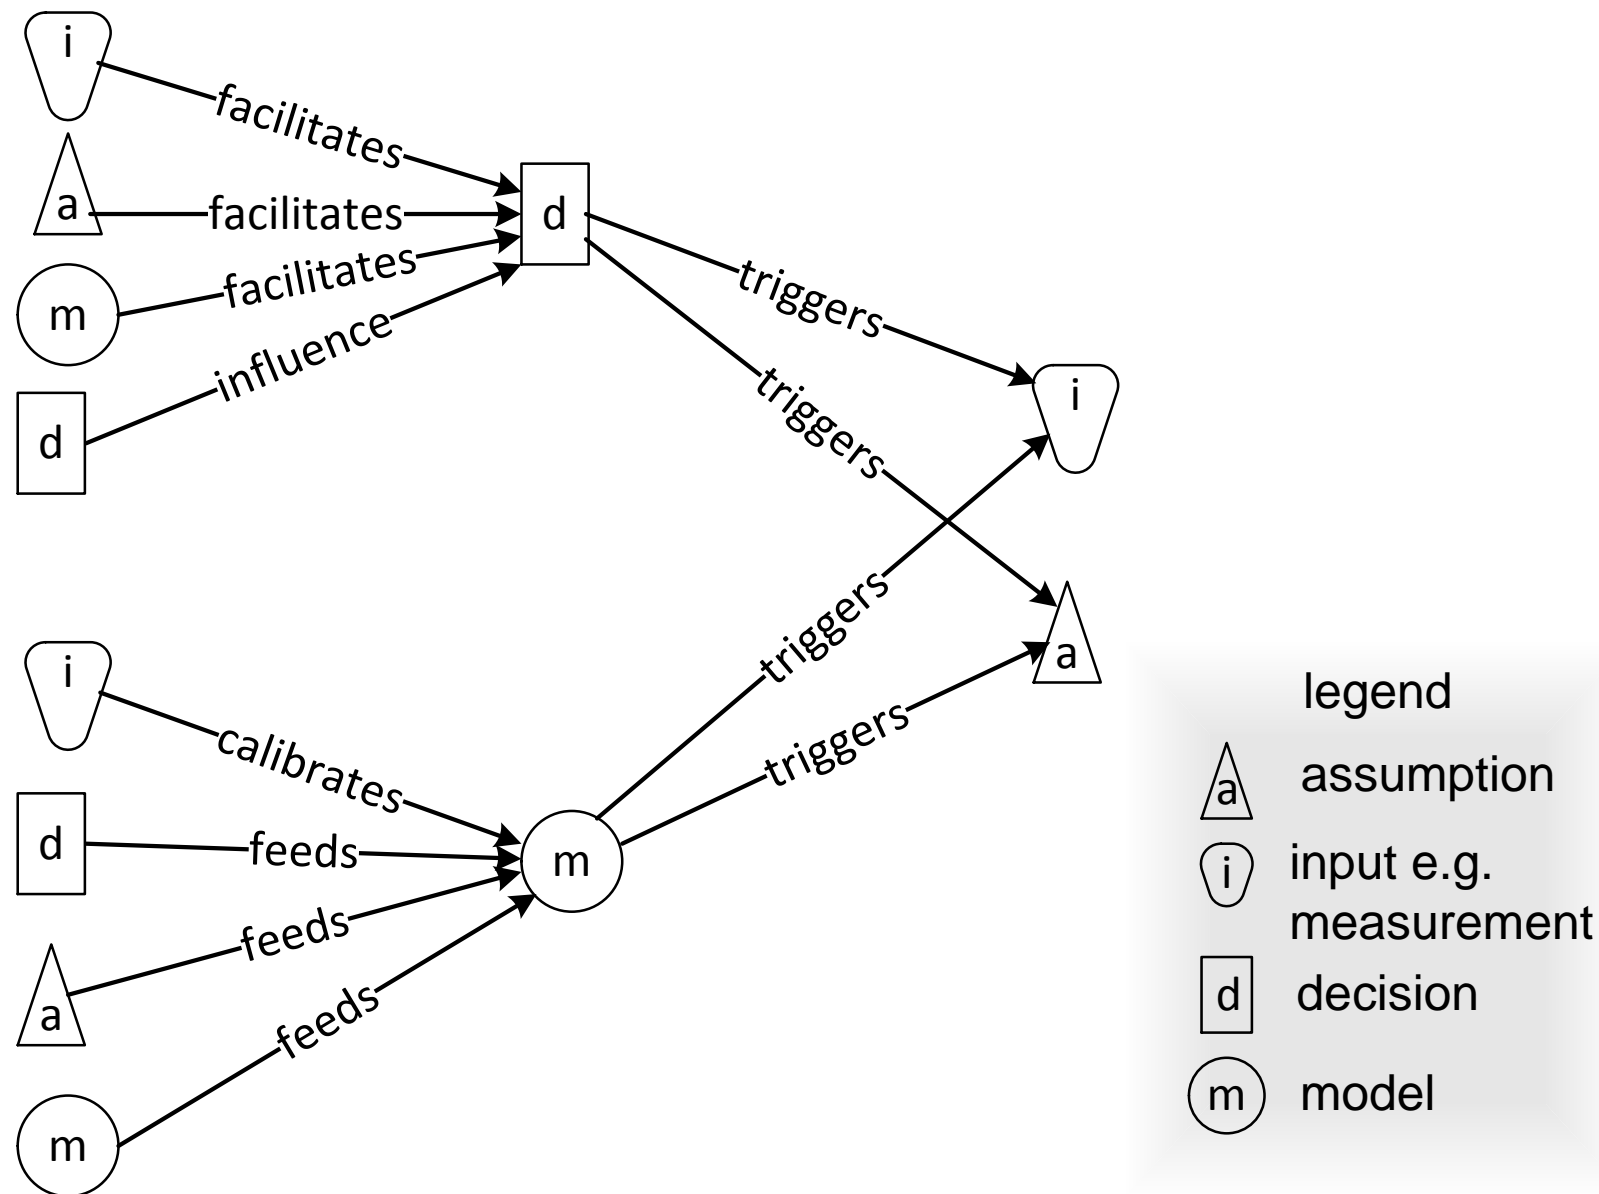 i
facilitates
a
facilitates
d
m
facilitates
d
influence
triggers
triggers
i
i
calibrates
d
feeds
m
a
feeds
m
feeds
triggers
triggers
a
legend
a assumption
i input e.g.
measurement
d decision
m model